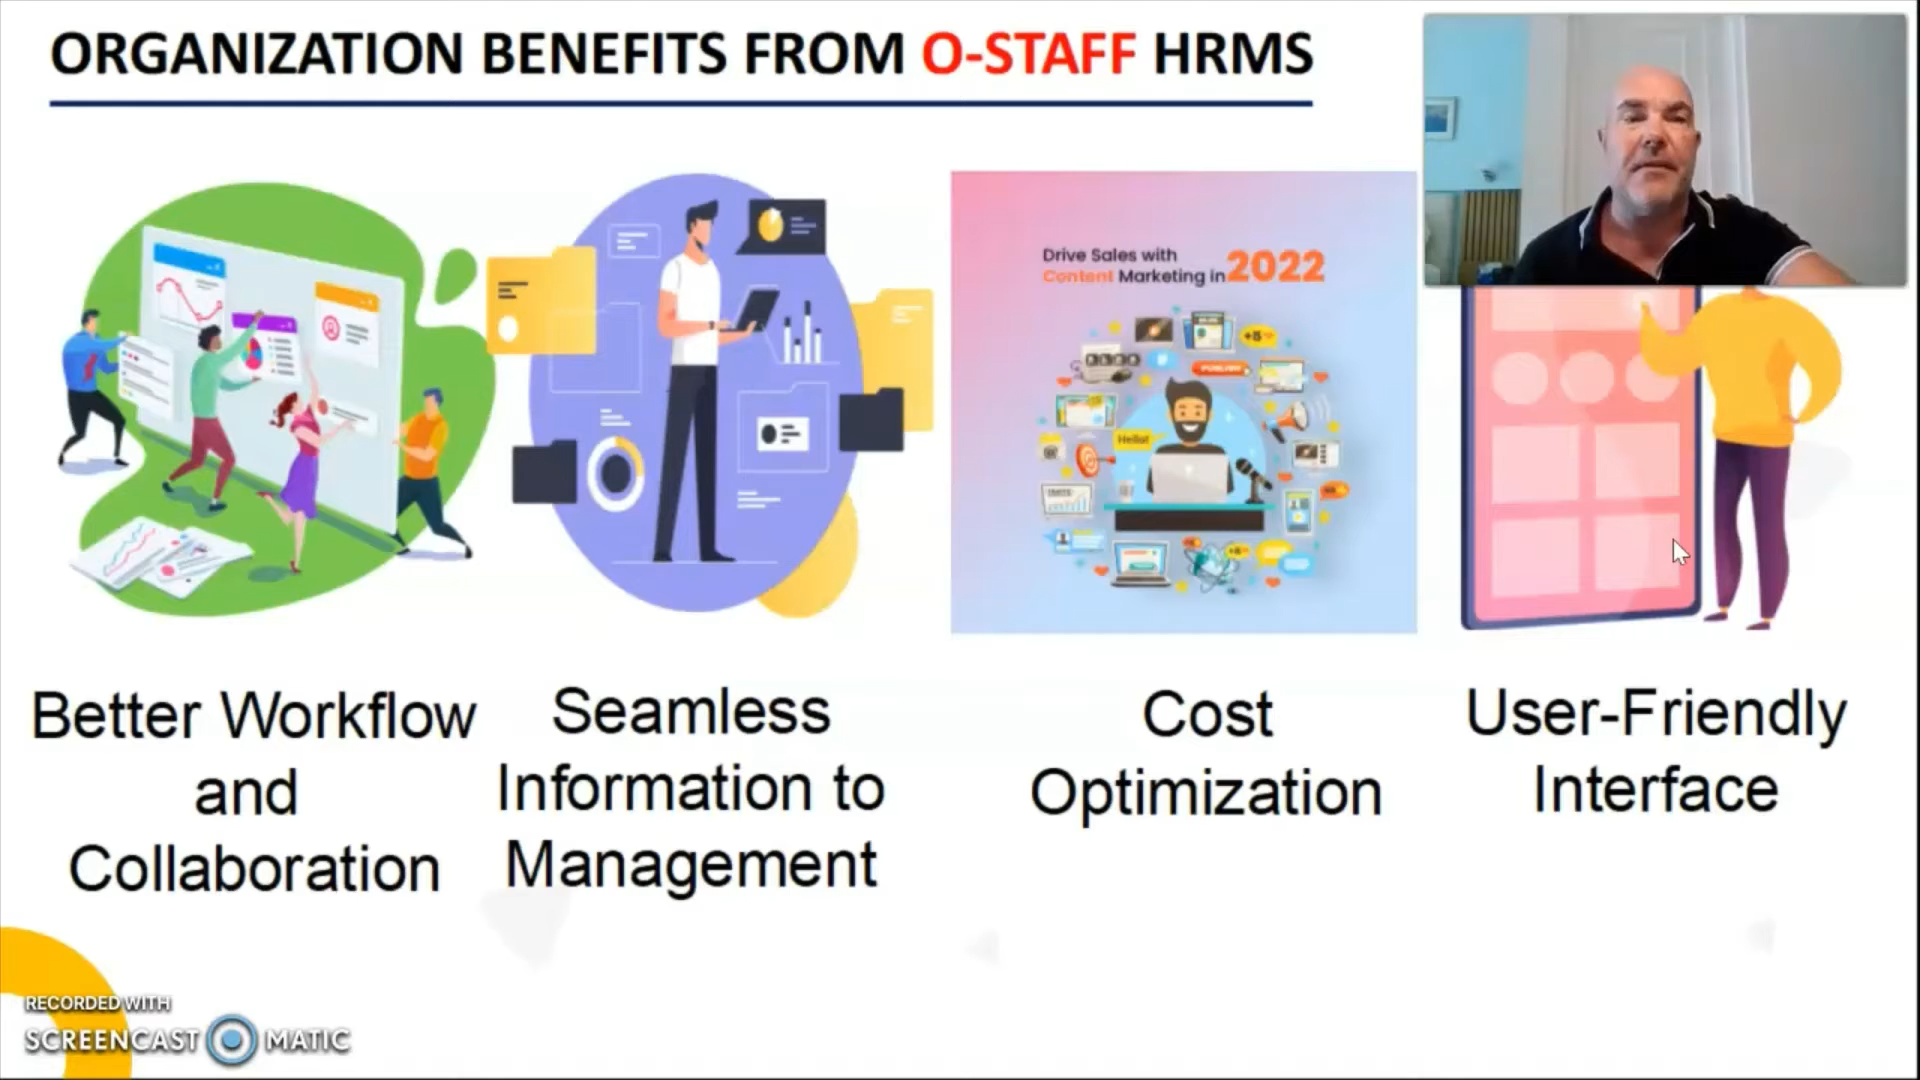 ORGANIZATION BENEFITS FROM O-STAFF HRMS
Drive Sales with
Content Marketing in 2022
PUBLISH
Hello!
Better Workflow
and
Collaboration
Seamless
Information to
Management
Cost
Optimization
User-Friendly
Interface
RECORDED WITH
SCREENCAST MATIC